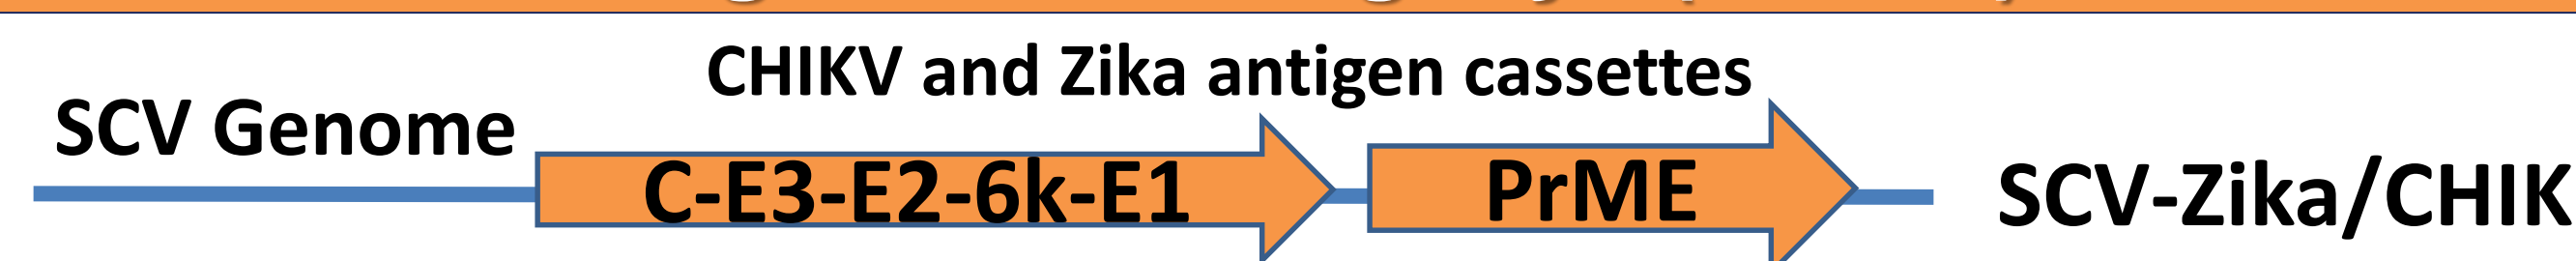 CHIKV and Zika antigen cassettes
SCV Genome
C-E3-E2-6k-E1
PrME
SCV-Zika/CHIK